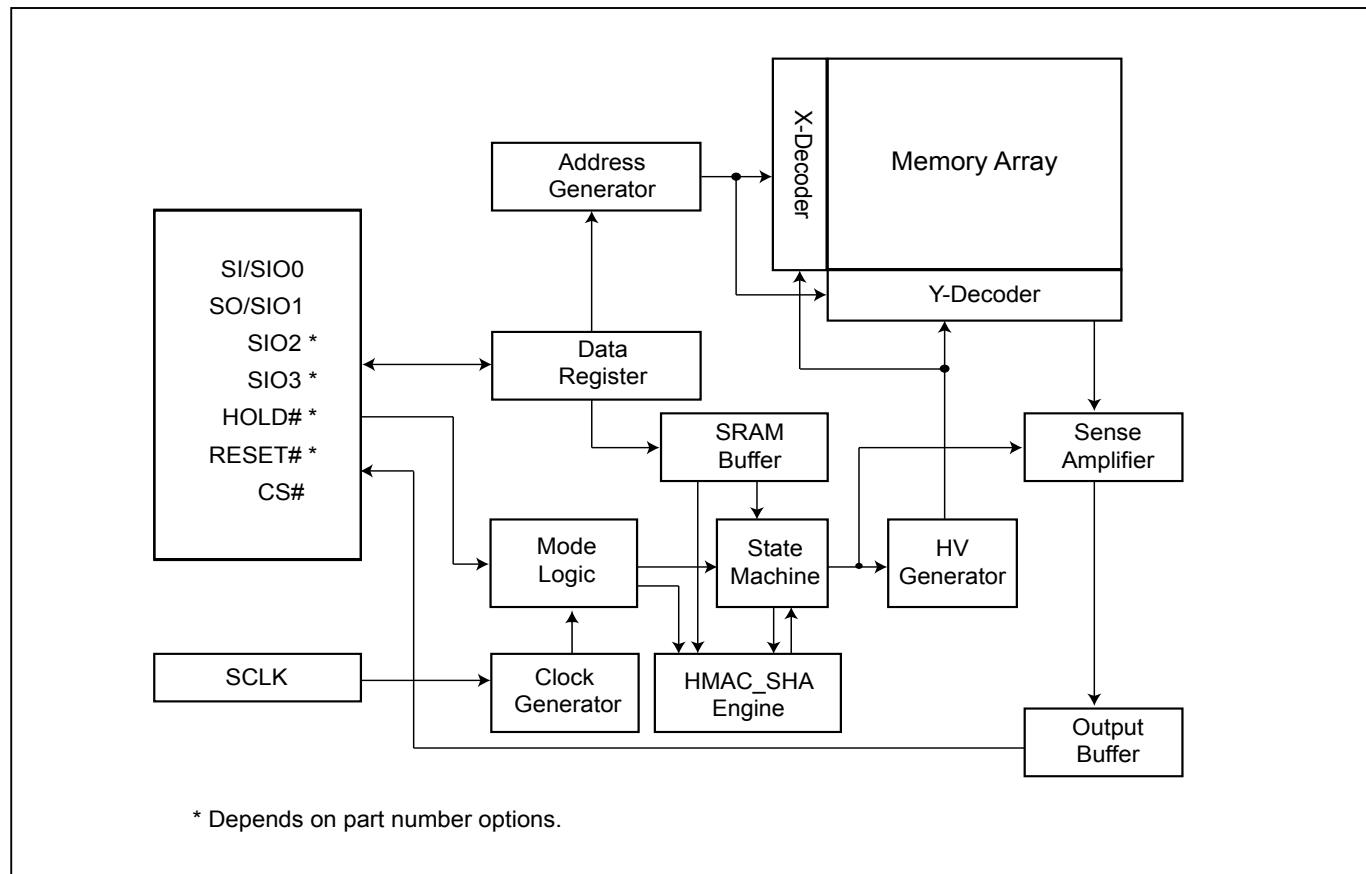 X-Decoder
Memory Array
Address
Generator
SI/SIO0
SO/SIO1
SIO2 *
SIO3 *
HOLD# *
RESET# *
CS#
Y-Decoder
Data
Register
SRAM
Buffer
Sense
Amplifier
Mode
Logic
State
Machine
HV
Generator
SCLK
Clock
Generator
HMAC_SHA
Engine
Output
Buffer
* Depends on part number options.